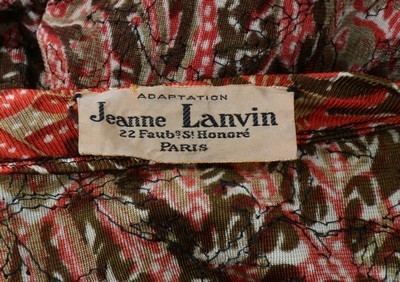 ADAPTATION
Jeanne Lanvin
22 Faubg St Honoré
PARIS